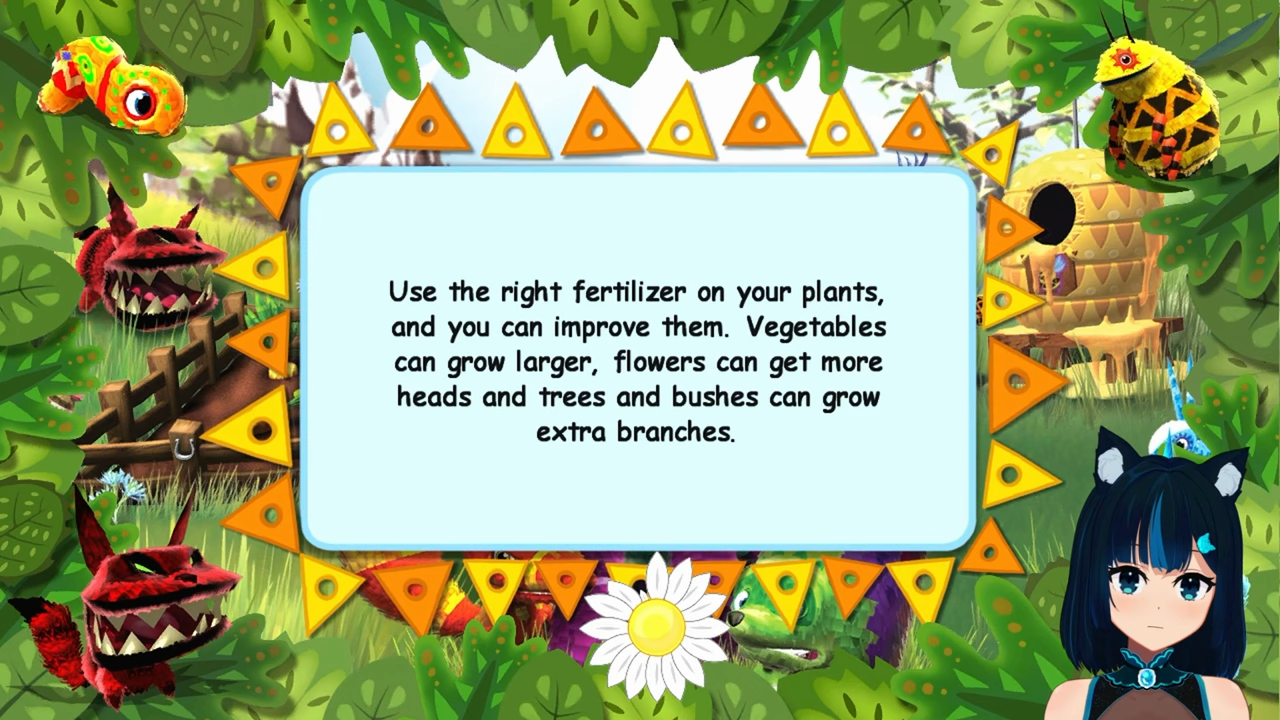 Use the right fertilizer on your plants,
and you can improve them. Vegetables
can grow larger, flowers can get more
heads and trees and bushes can grow
extra branches.